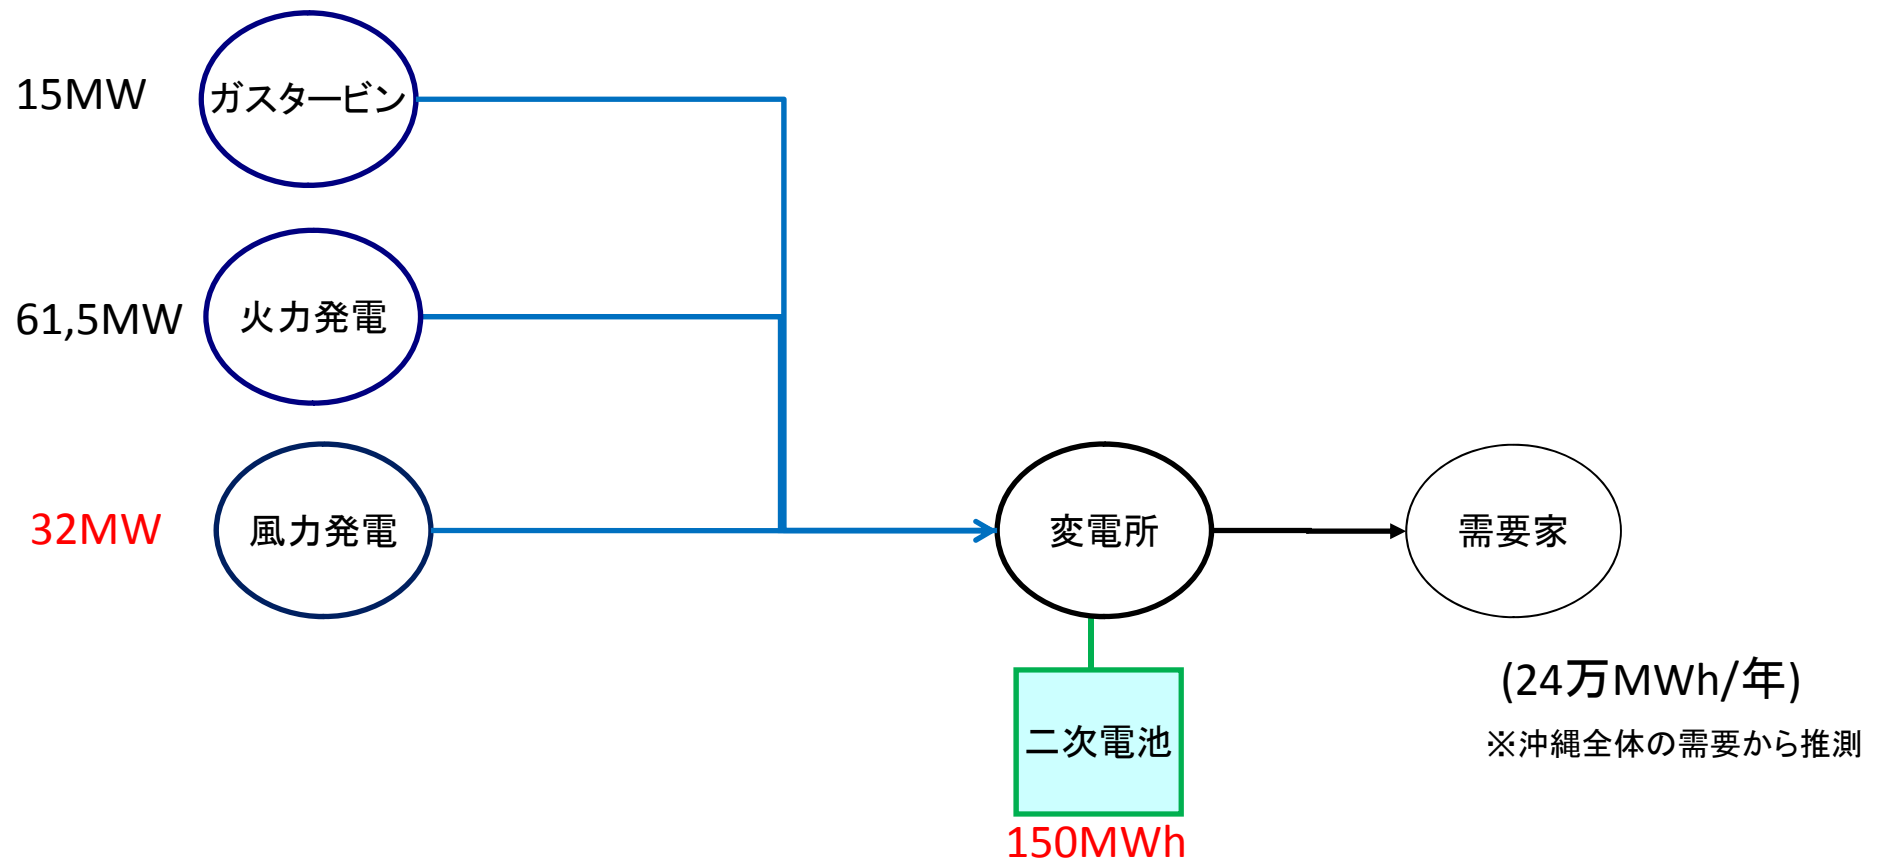 15MW
ガスタービン
61,5MW
火力発電
32MW
風力発電
変電所
需要家
二次電池
150MWh
(24万MWh/年)
※沖縄全体の需要から推測